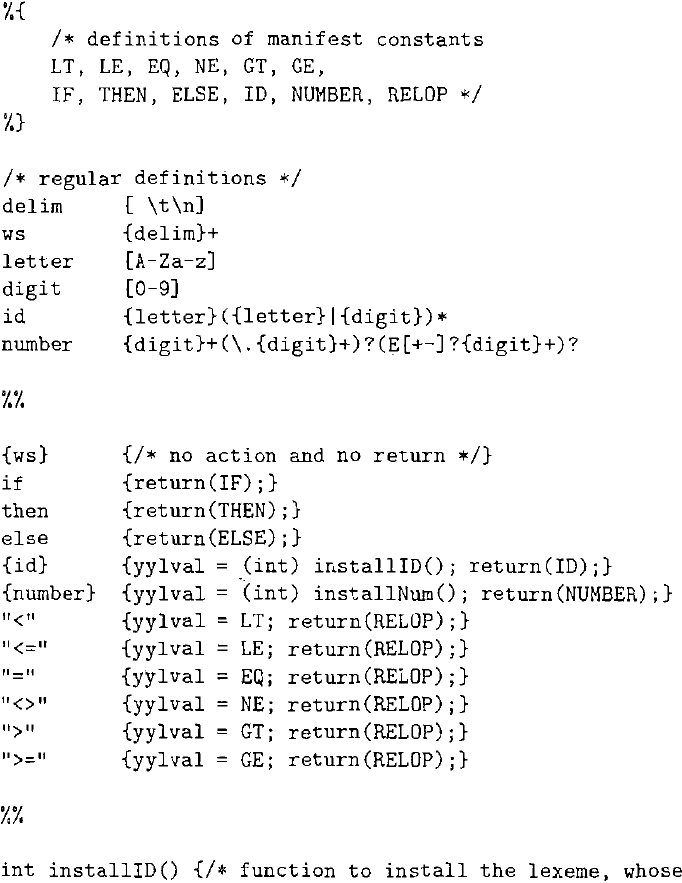 %{
/* definitions of manifest constants
LT, LE, EQ, NE, GT, GE,
IF, THEN, ELSE, ID, NUMBER, RELOP */
%}
/* regular definitions */
delim [ \t\n]
ws {delim}+
letter [A-Za-z]
digit [0-9]
id {letter}({letter}|{digit})*
number {digit}+(\.{digit}+)?(E[+-]?{digit}+)?
%%
{ws} {/* no action and no return */}
if {return(IF);}
then {return(THEN);}
else {return(ELSE);}
{id} {yylval = (int) installID(); return(ID);}
{number} {yylval = (int) installNum(); return(NUMBER);}
"<" {yylval = LT; return(RELOP);}
"<=" {yylval = LE; return(RELOP);}
"=" {yylval = EQ; return(RELOP);}
"<>" {yylval = NE; return(RELOP);}
">" {yylval = GT; return(RELOP);}
">=" {yylval = GE; return(RELOP);}
%%
int installID() {/* function to install the lexeme, whose